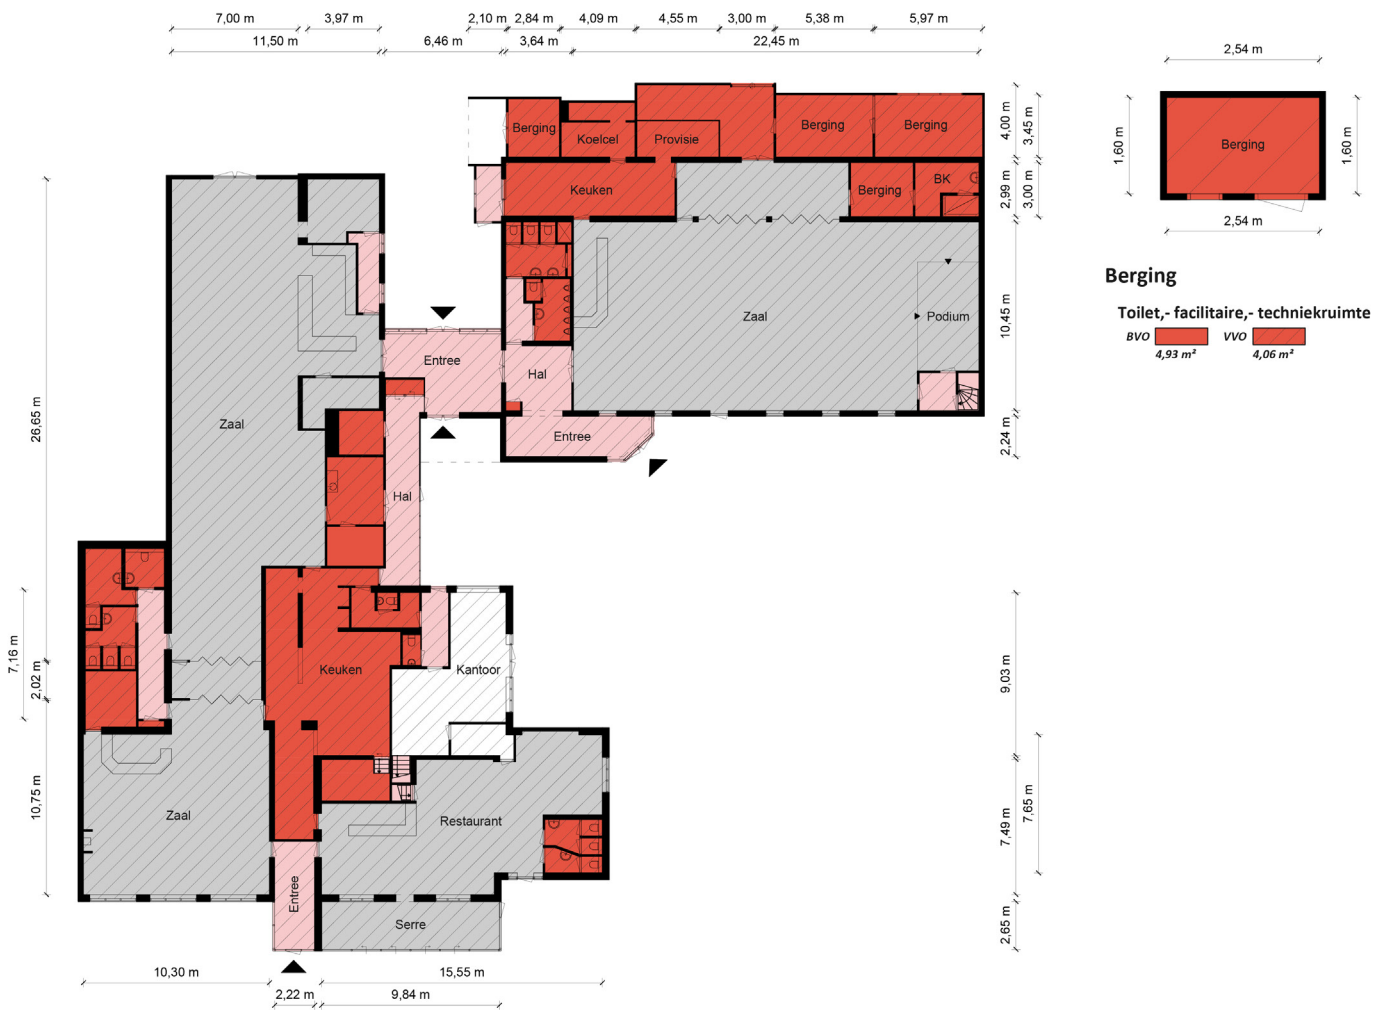 7,00 m 3,97 m 2,10 m 2,84 m 4,09 m 4,55 m 3,00 m 5,38 m 5,97 m
11,50 m 6,46 m 3,64 m 22,45 m
2,54 m
4,00 m
3,45 m
1,60 m
1,60 m
Berging
Koelcel
Provisie
Berging
Berging
Berging
Keuken
Berging
BK
2,99 m
3,00 m
2,54 m
Berging
Toilet,- facilitaire,- techniekruimte
BVO VVO
4,93 m² 4,06 m²
Zaal
Podium
10,45 m
Entree
Hal
Zaal
Entree
2,24 m
26,65 m
Hal
7,16 m
2,02 m
Keuken
Kantoor
9,03 m
10,75 m
Zaal
Restaurant
7,49 m
7,65 m
Entree
Serre
2,65 m
10,30 m 15,55 m
2,22 m 9,84 m